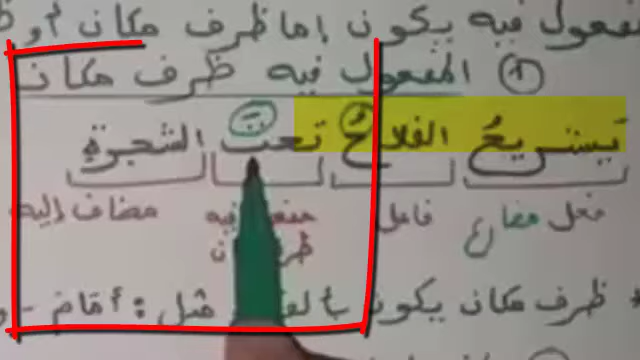 المفعول فيه يكون إما ظرف مكان أو
① المفعول فيه ظرف مكان
يستريحُ الفلاحُ تحتَ الشجرةِ
فعل مضارع فاعل مفعول فيه مضاف إليه
ظرف مكان يكون مثل : أمام -